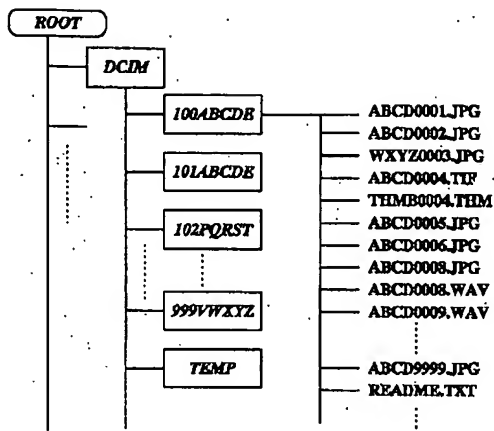 ROOT
DCIM
100ABCDE
101ABCDE
102PQRST
999VWXYZ
TEMP
ABCD0001.JPG
ABCD0002.JPG
WXYZ0003.JPG
ABCD0004.TIF
THMB0004.THM
ABCD0005.JPG
ABCD0006.JPG
ABCD0008.JPG
ABCD0008.WAV
ABCD0009.WAV
ABCD9999.JPG
README.TXT